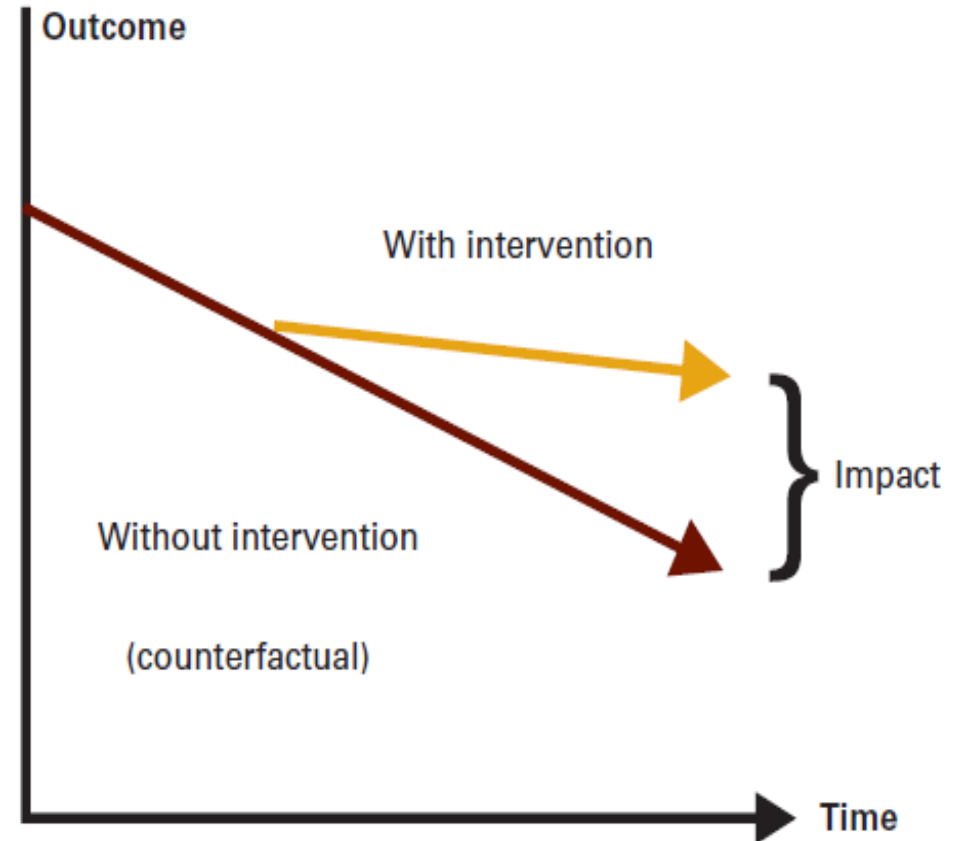 Outcome
With intervention
Impact
Without intervention
(counterfactual)
Time